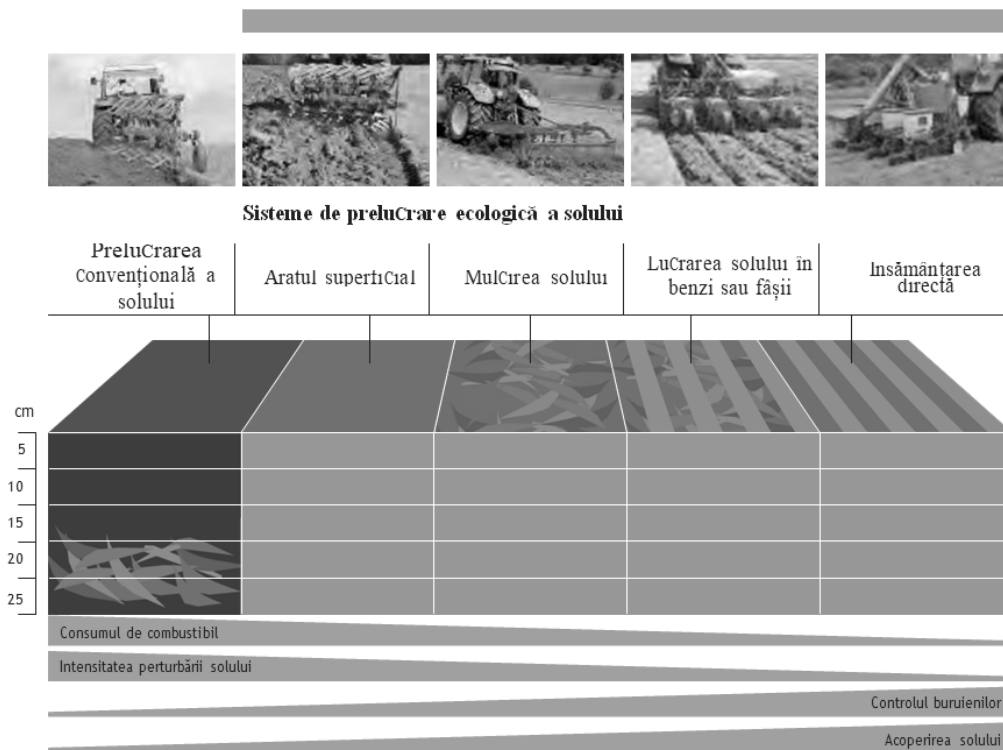 Sisteme de preluCrare ecologică a solului
PreluCrarea
Convențională a
solului
Aratul superficial
MulCirea solului
LuCrarea solului în
benzi sau fâșii
Insămânțarea
directă
cm
5
10
15
20
25
Consumul de combustibil
Intensitatea perturbării solului
Controlul buruienilor
Acoperirea solului